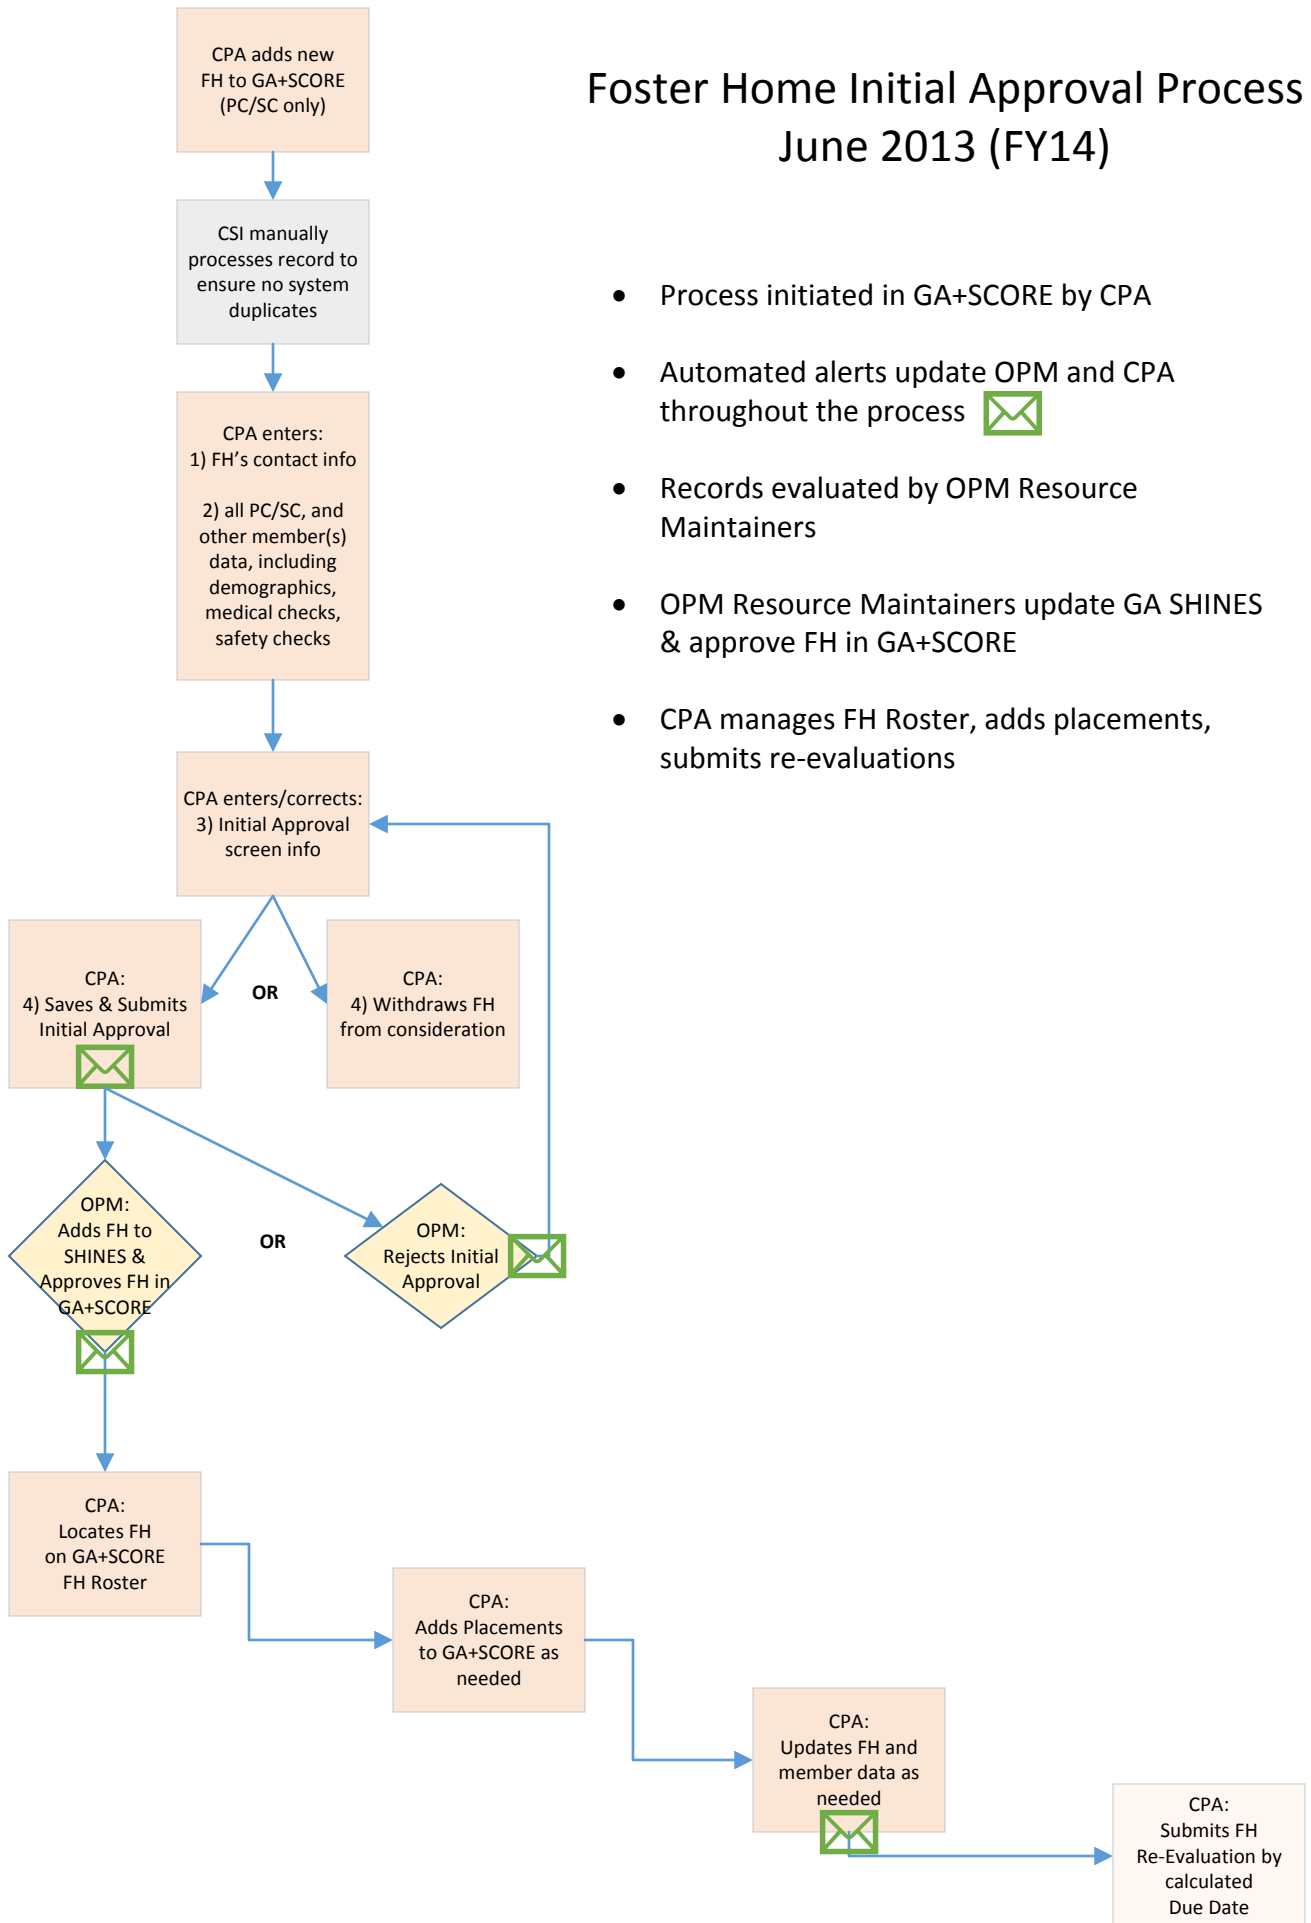 CPA adds new
FH to GA+SCORE
(PC/SC only)
Foster Home Initial Approval Process
June 2013 (FY14)
CSI manually
processes record to
ensure no system
duplicates
• Process initiated in GA+SCORE by CPA
• Automated alerts update OPM and CPA
throughout the process
• Records evaluated by OPM Resource
Maintainers
• OPM Resource Maintainers update GA SHINES
& approve FH in GA+SCORE
• CPA manages FH Roster, adds placements,
submits re-evaluations
CPA enters:
1) FH’s contact info
2) all PC/SC, and
other member(s)
data, including
demographics,
medical checks,
safety checks
CPA enters/corrects:
3) Initial Approval
screen info
CPA:
4) Saves & Submits
Initial Approval
OR
CPA:
4) Withdraws FH
from consideration
OPM:
Adds FH to
SHINES &
Approves FH in
GA+SCORE
OR
OPM:
Rejects Initial
Approval
CPA:
Locates FH
on GA+SCORE
FH Roster
CPA:
Adds Placements
to GA+SCORE as
needed
CPA:
Updates FH and
member data as
needed
CPA:
Submits FH
Re-Evaluation by
calculated
Due Date